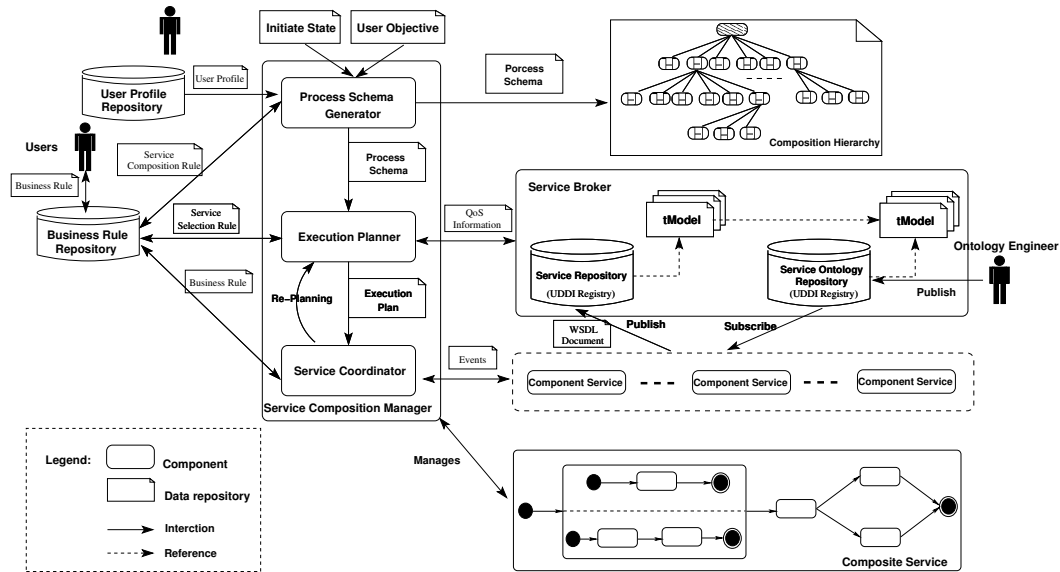 Initiate State
User Objective
User Profile
Repository
User Profile
Process Schema
Generator
Porcess
Schema
Composition Hierarchy
Users
Service
Composition Rule
Process
Schema
Business Rule
Business Rule
Repository
Service
Selection Rule
Execution Planner
QoS
Information
Service Broker
tModel
tModel
Service Repository
(UDDI Registry)
Service Ontology
Repository
(UDDI Registry)
Ontology Engineer
Publish
Business Rule
Re-Planning
Execution
Plan
Publish
WSDL
Document
Subscribe
Service Coordinator
Events
Component Service
Component Service
Component Service
Service Composition Manager
Manages
Legend:
Component
Data repository
Interction
Reference
Composite Service